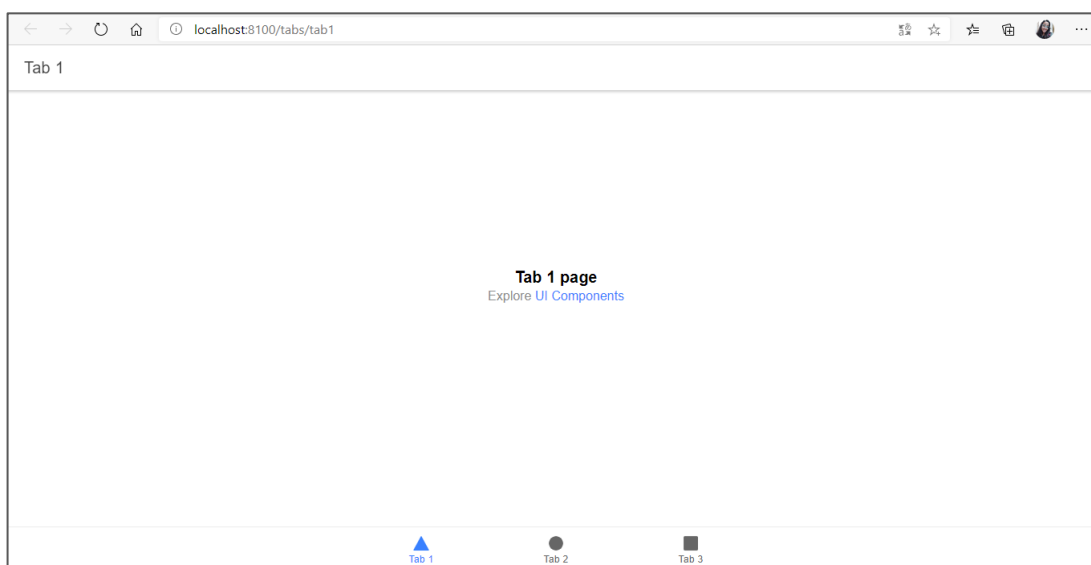 localhost:8100/tabs/tab1
Tab 1
Tab 1 page
Explore UI Components
Tab 1
Tab 2
Tab 3